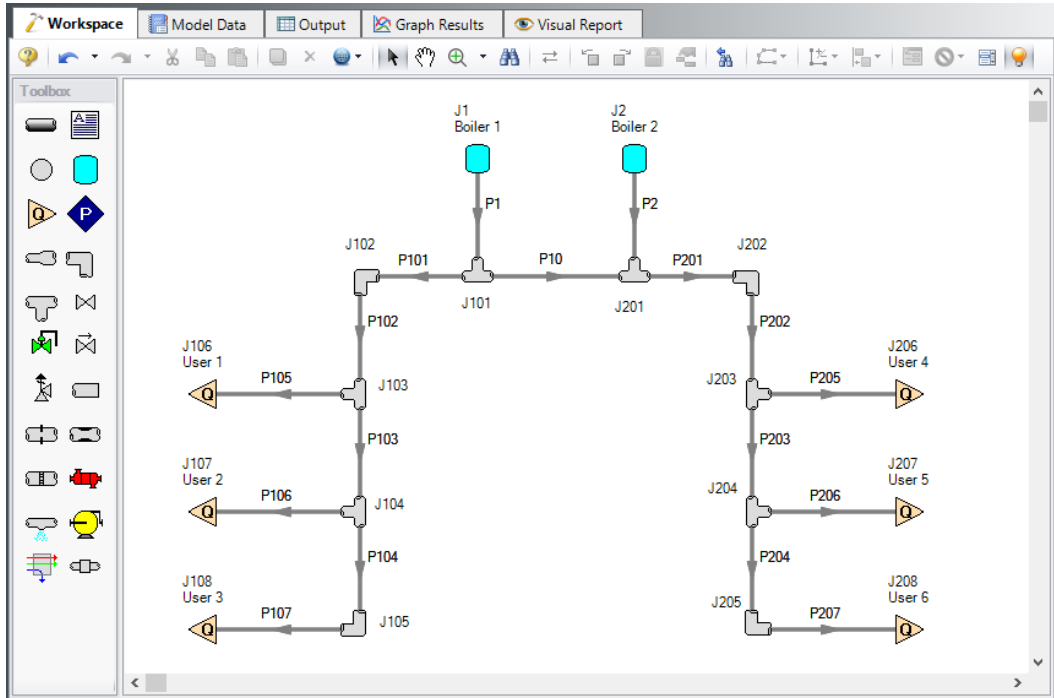 Workspace
Model Data
Output
Graph Results
Visual Report
Toolbox
A
Q
P
J1
Boiler 1
J2
Boiler 2
P1
P2
J102
P101
P10
P201
J202
J101
J201
P102
P202
J106
User 1
P105
J103
Q
J203
P205
J206
User 4
Q
P103
P203
J107
User 2
P106
J104
Q
J204
P206
J207
User 5
Q
P104
P204
J108
User 3
P107
J105
Q
J205
P207
J208
User 6
Q